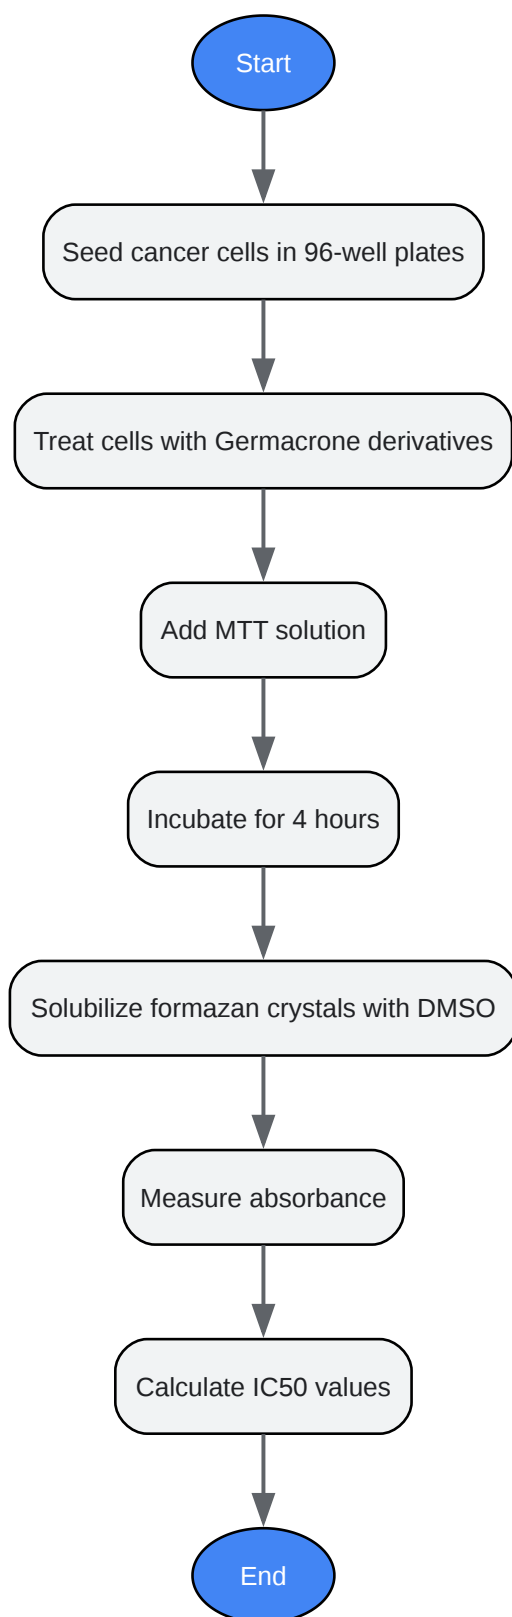 Start
Seed cancer cells in 96-well plates
Treat cells with Germacrone derivatives
Add MTT solution
Incubate for 4 hours
Solubilize formazan crystals with DMSO
Measure absorbance
Calculate IC50 values
End